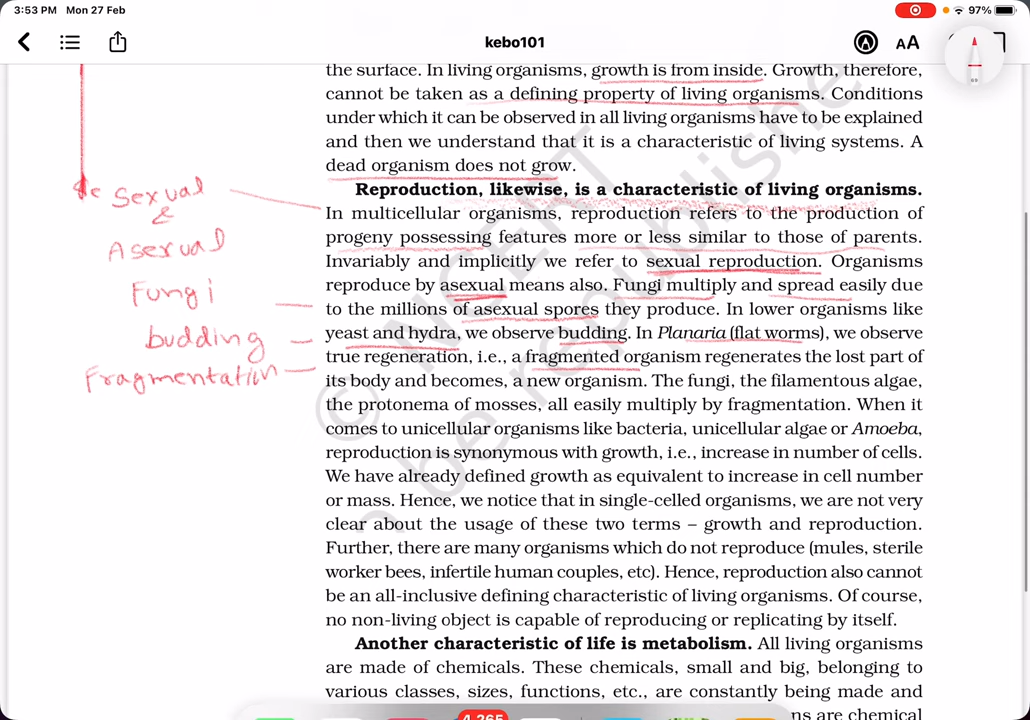 3:53 PM Mon 27 Feb
97%
kebo101
AA
the surface. In living organisms, growth is from inside. Growth, therefore,
cannot be taken as a defining property of living organisms. Conditions
under which it can be observed in all living organisms have to be explained
and then we understand that it is a characteristic of living systems. A
dead organism does not grow.
Reproduction, likewise, is a characteristic of living organisms.
In multicellular organisms, reproduction refers to the production of
progeny possessing features more or less similar to those of parents.
Invariably and implicitly we refer to sexual reproduction. Organisms
reproduce by asexual means also. Fungi multiply and spread easily due
to the millions of asexual spores they produce. In lower organisms like
yeast and hydra, we observe budding. In Planaria (flat worms), we observe
true regeneration, i.e., a fragmented organism regenerates the lost part of
its body and becomes, a new organism. The fungi, the filamentous algae,
the protonema of mosses, all easily multiply by fragmentation. When it
comes to unicellular organisms like bacteria, unicellular algae or Amoeba,
reproduction is synonymous with growth, i.e., increase in number of cells.
We have already defined growth as equivalent to increase in cell number
or mass. Hence, we notice that in single-celled organisms, we are not very
clear about the usage of these two terms – growth and reproduction.
Further, there are many organisms which do not reproduce (mules, sterile
worker bees, infertile human couples, etc). Hence, reproduction also cannot
be an all-inclusive defining characteristic of living organisms. Of course,
no non-living object is capable of reproducing or replicating by itself.
Another characteristic of life is metabolism. All living organisms
are made of chemicals. These chemicals, small and big, belonging to
various classes, sizes, functions, etc., are constantly being made and
ns are chemical
Sexual
&
Asexual
Fungi
budding
Fragmentation
© NCERT
be republished
4,265